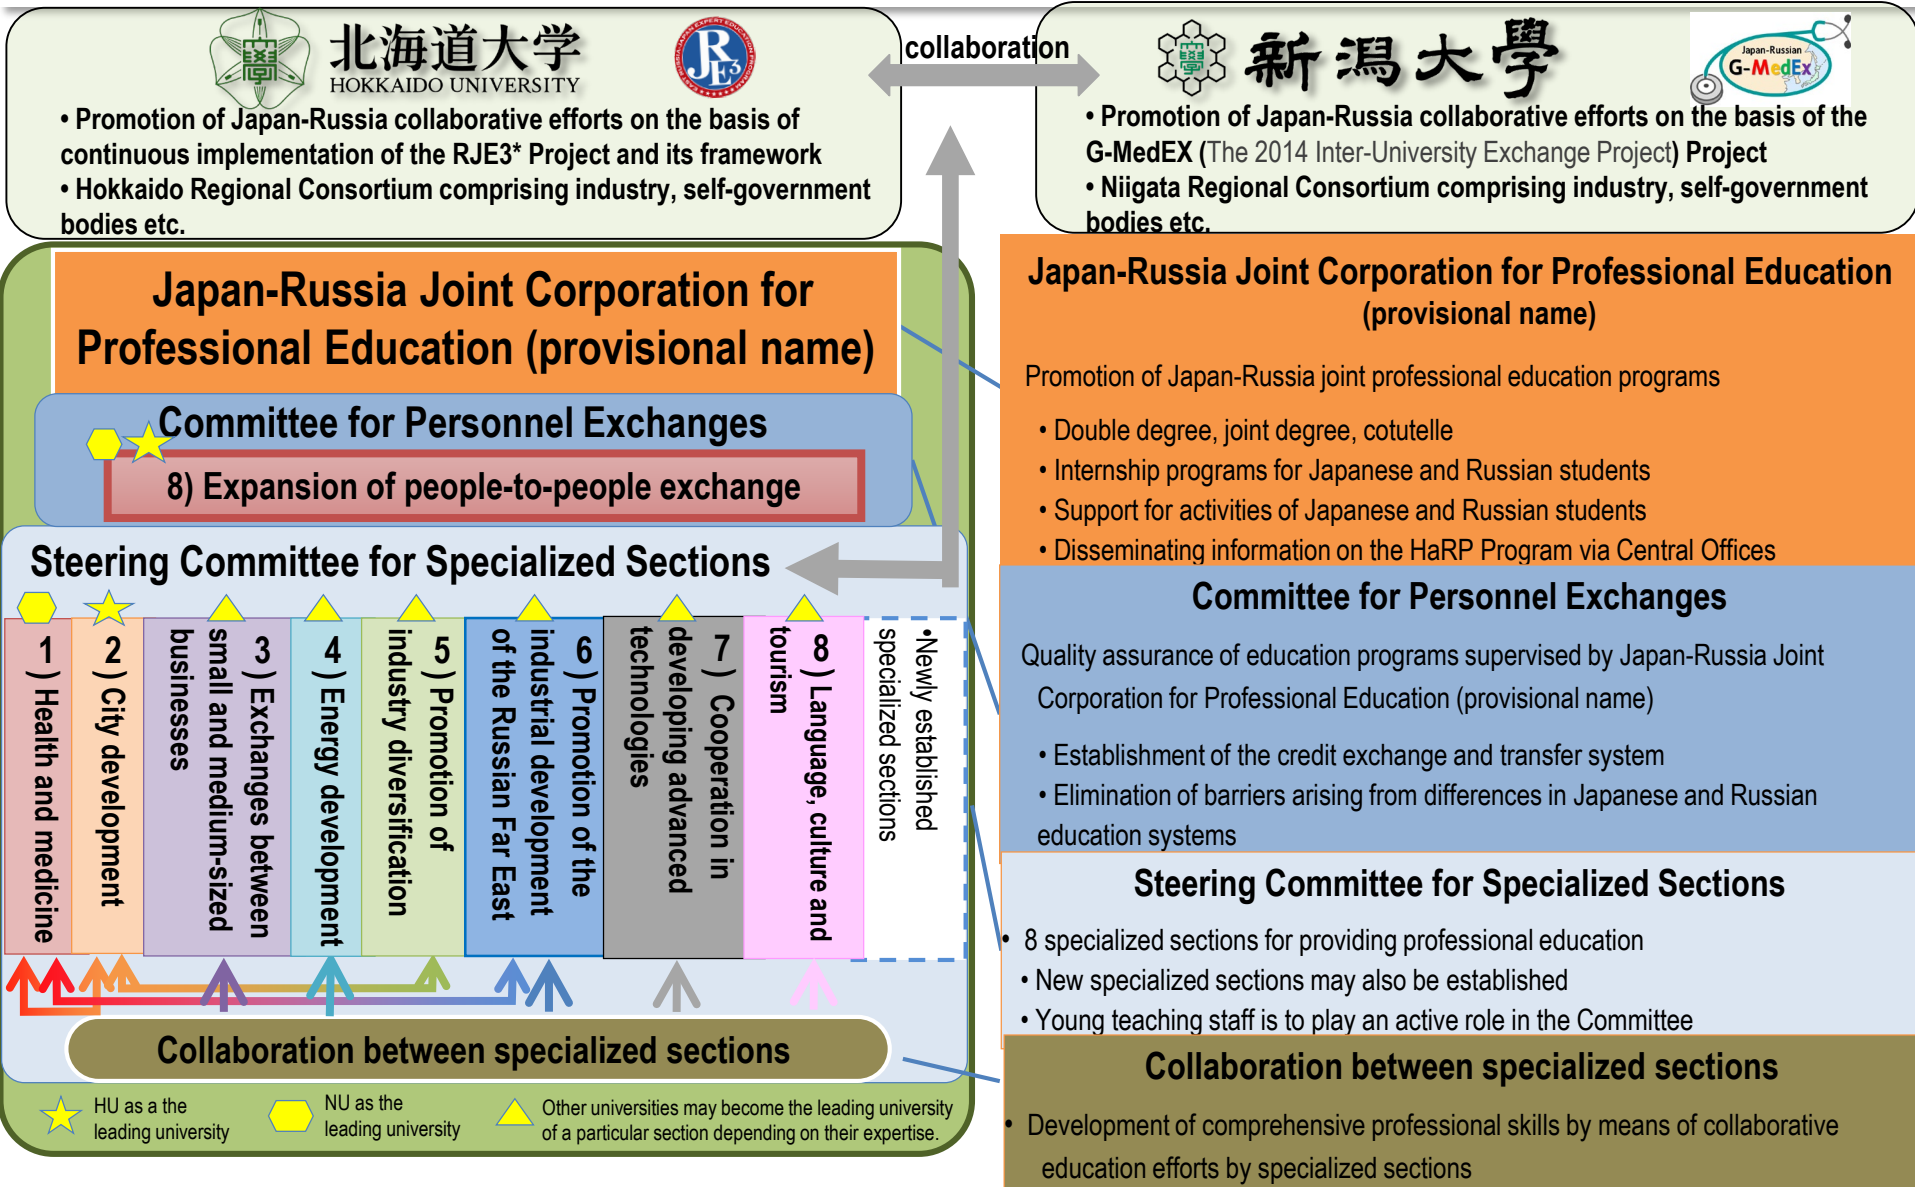 北海道大学
HOKKAIDO UNIVERSITY
RJE3
• Promotion of Japan-Russia collaborative efforts on the basis of
continuous implementation of the RJE3* Project and its framework
• Hokkaido Regional Consortium comprising industry, self-government
bodies etc.
collaboration
新潟大學
Japan-Russian
G-MedEx
• Promotion of Japan-Russia collaborative efforts on the basis of the
G-MedEX (The 2014 Inter-University Exchange Project) Project
• Niigata Regional Consortium comprising industry, self-government
bodies etc.
Japan-Russia Joint Corporation for
Professional Education (provisional name)
Committee for Personnel Exchanges
8) Expansion of people-to-people exchange
Steering Committee for Specialized Sections
1) Health and medicine
2) City development
3) Exchanges between
small and medium-sized
businesses
4) Energy development
5) Promotion of
industry diversification
6) Promotion of the
industrial development
of the Russian Far East
7) Cooperation in
developing advanced
technologies
8) Language, culture and
tourism
•Newly established
specialized sections
Collaboration between specialized sections
HU as a the
leading university
NU as the
leading university
Other universities may become the leading university
of a particular section depending on their expertise.
Japan-Russia Joint Corporation for Professional Education
(provisional name)
Promotion of Japan-Russia joint professional education programs
• Double degree, joint degree, cotutelle
• Internship programs for Japanese and Russian students
• Support for activities of Japanese and Russian students
• Disseminating information on the HaRP Program via Central Offices
Committee for Personnel Exchanges
Quality assurance of education programs supervised by Japan-Russia Joint
Corporation for Professional Education (provisional name)
• Establishment of the credit exchange and transfer system
• Elimination of barriers arising from differences in Japanese and Russian
education systems
Steering Committee for Specialized Sections
• 8 specialized sections for providing professional education
• New specialized sections may also be established
• Young teaching staff is to play an active role in the Committee
Collaboration between specialized sections
• Development of comprehensive professional skills by means of collaborative
education efforts by specialized sections